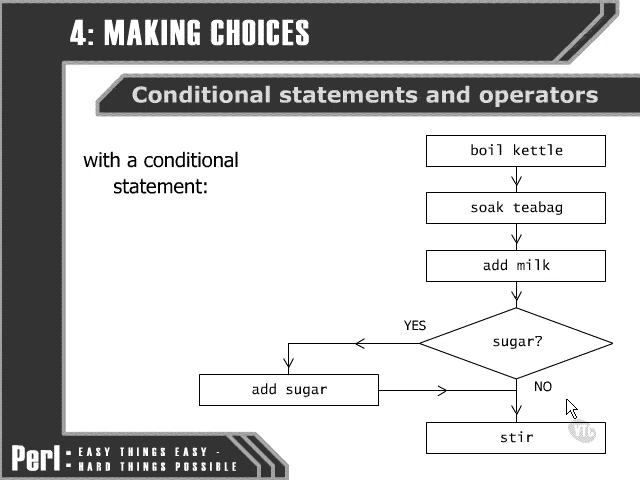 4: MAKING CHOICES
Conditional statements and operators
with a conditional
statement:
boil kettle
soak teabag
add milk
sugar?
YES
NO
add sugar
stir
VTC
Perl: EASY THINGS EASY -
HARD THINGS POSSIBLE